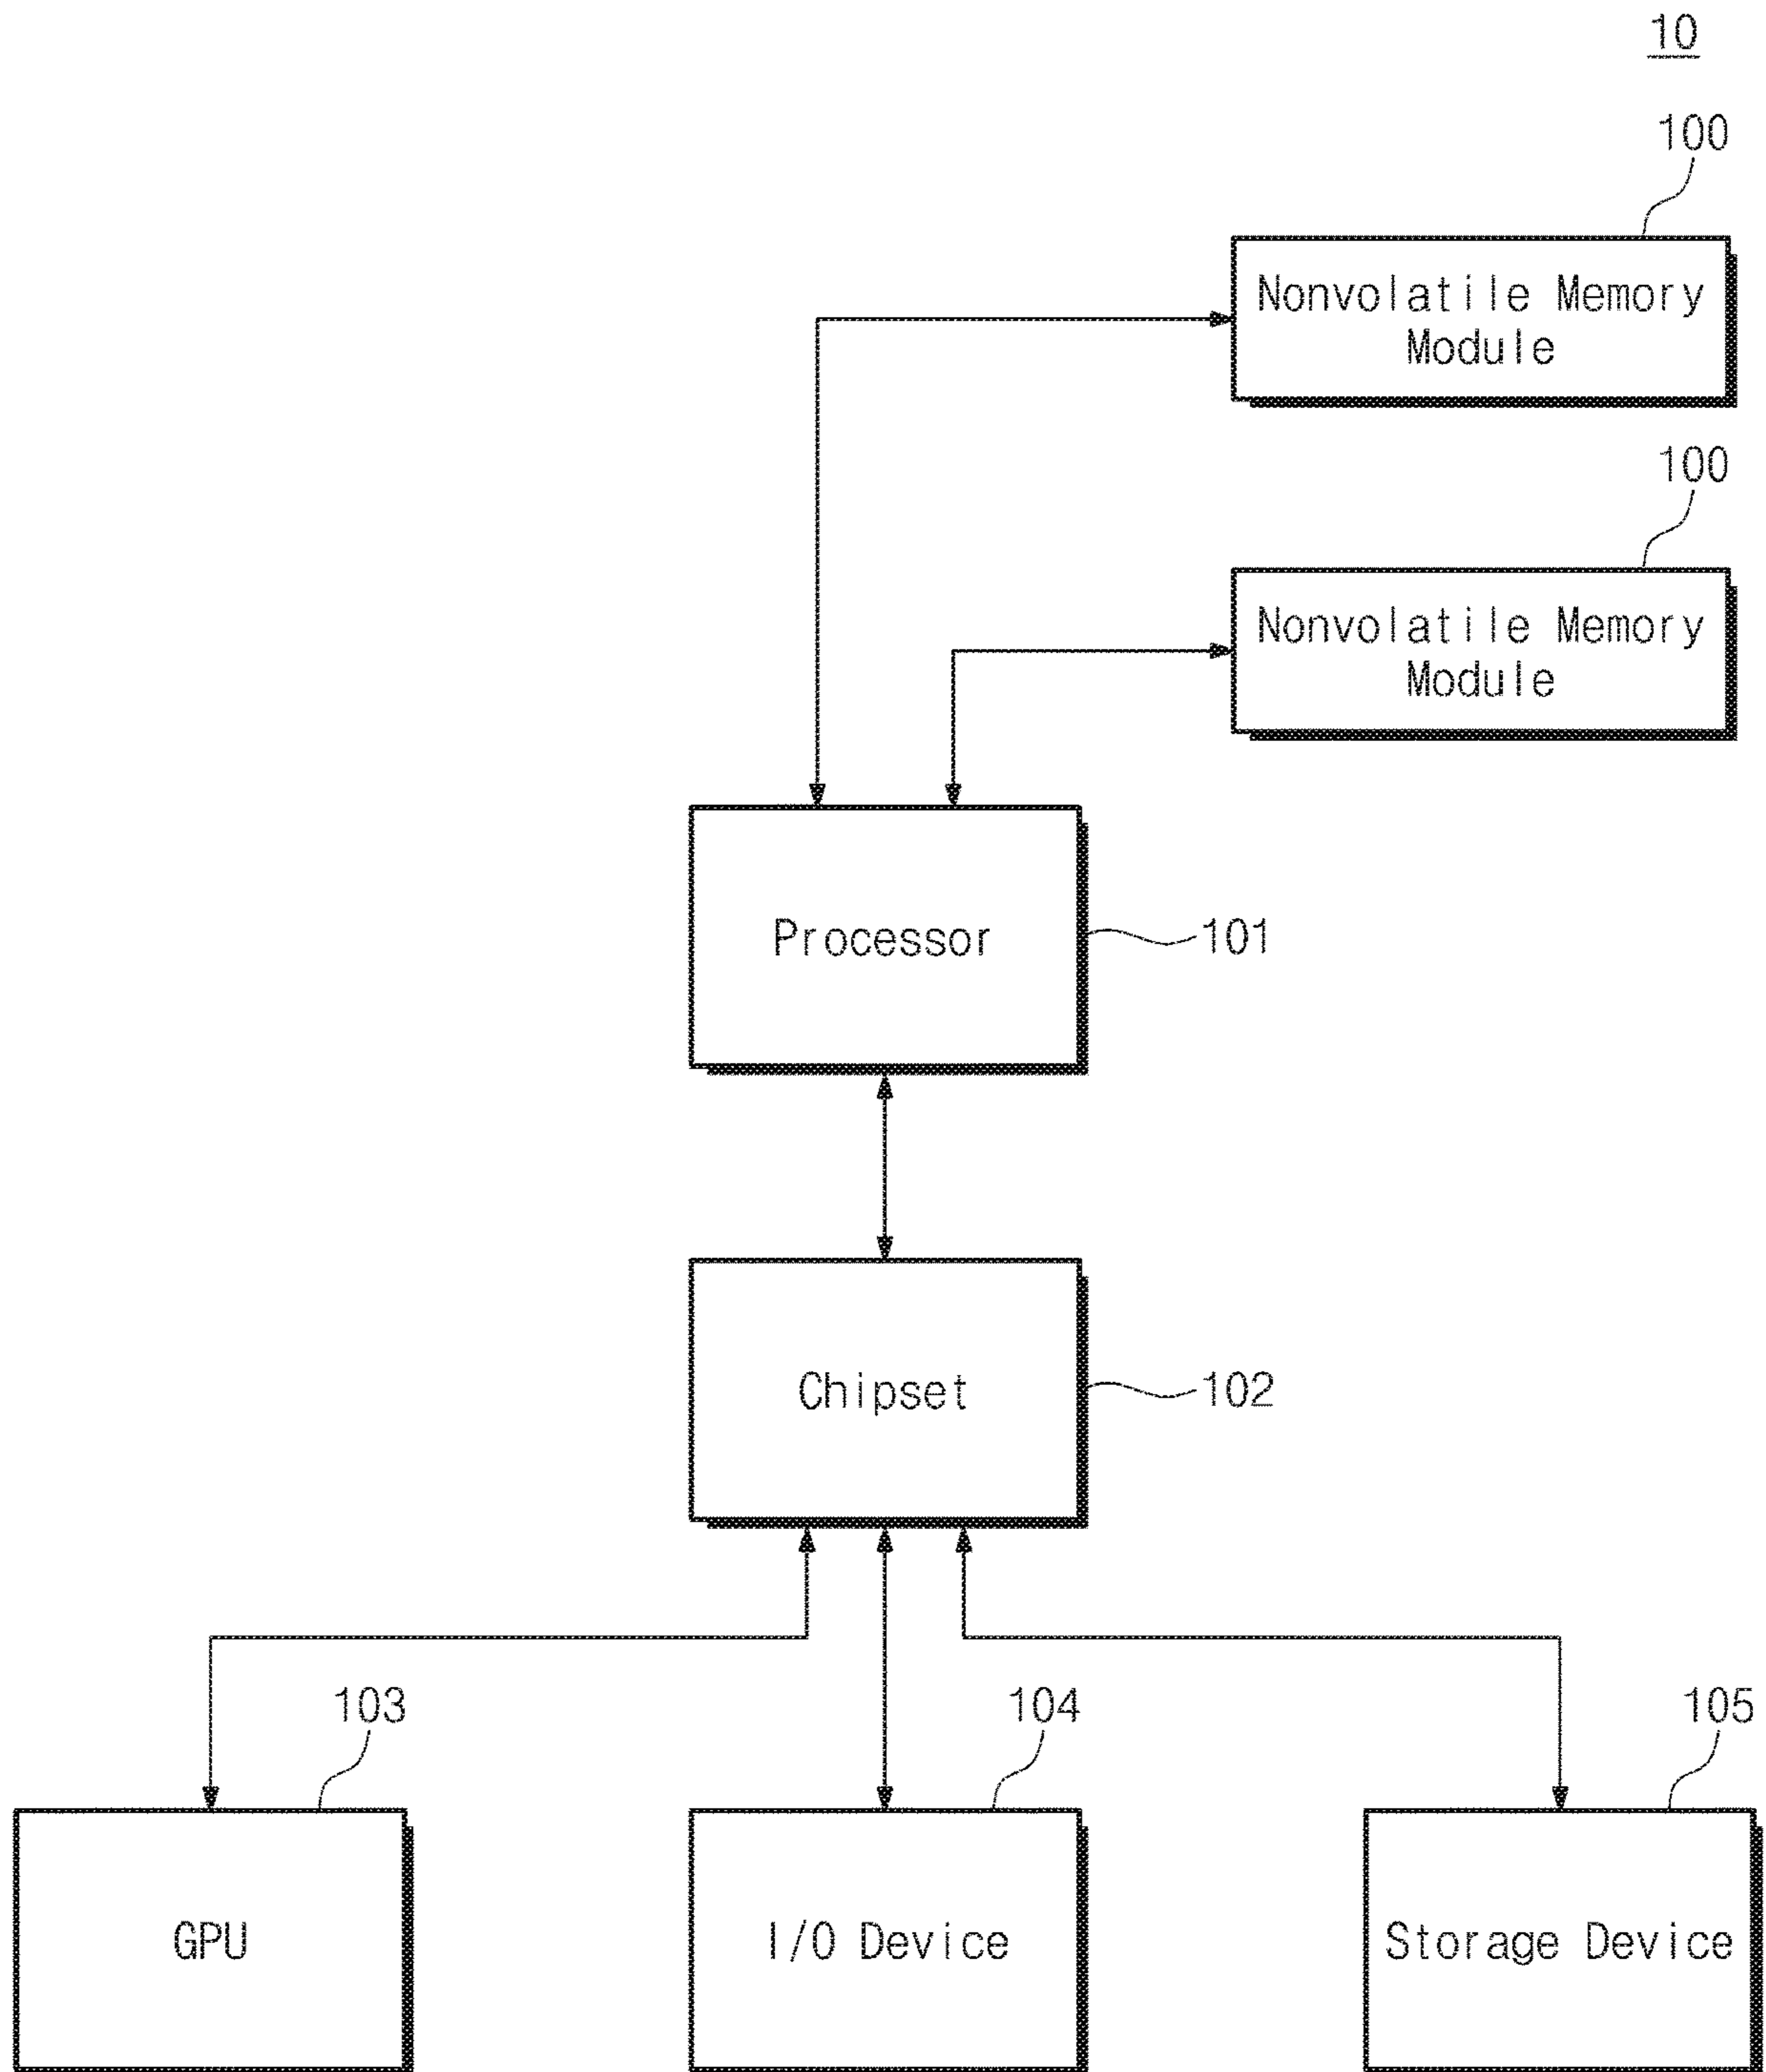 10
100
Nonvolatile Memory
Module
100
Nonvolatile Memory
Module
Processor
101
Chipset
102
103
104
105
GPU
I/O Device
Storage Device